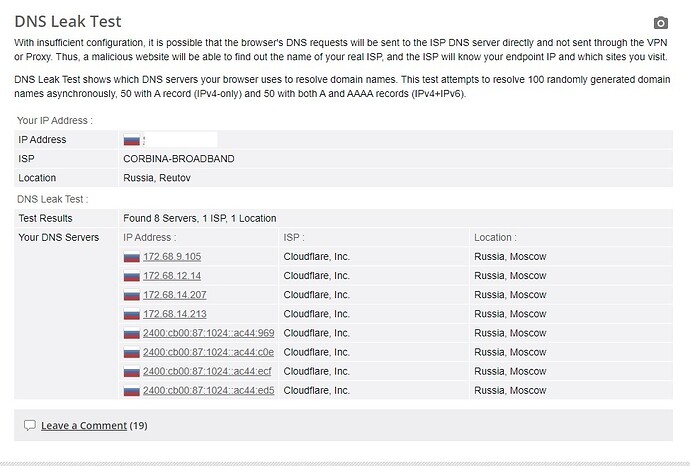 DNS Leak Test
With insufficient configuration, it is possible that the browser's DNS requests will be sent to the ISP DNS server directly and not sent through the VPN
or Proxy. Thus, a malicious website will be able to find out the name of your real ISP, and the ISP will know your endpoint IP and which sites you visit.
DNS Leak Test shows which DNS servers your browser uses to resolve domain names. This test attempts to resolve 100 randomly generated domain
names asynchronously, 50 with A record (IPv4-only) and 50 with both A and AAAA records (IPv4+IPv6).
Your IP Address :
IP Address
ISP CORBINA-BROADBAND
Location Russia, Reutov
DNS Leak Test :
Test Results Found 8 Servers, 1 ISP, 1 Location
Your DNS Servers IP Address : ISP : Location :
172.68.9.105 Cloudflare, Inc. Russia, Moscow
172.68.12.14 Cloudflare, Inc. Russia, Moscow
172.68.14.207 Cloudflare, Inc. Russia, Moscow
172.68.14.213 Cloudflare, Inc. Russia, Moscow
2400:cb00:87:1024::ac44:969 Cloudflare, Inc. Russia, Moscow
2400:cb00:87:1024::ac44:c0e Cloudflare, Inc. Russia, Moscow
2400:cb00:87:1024::ac44:ecf Cloudflare, Inc. Russia, Moscow
2400:cb00:87:1024::ac44:ed5 Cloudflare, Inc. Russia, Moscow
Leave a Comment (19)